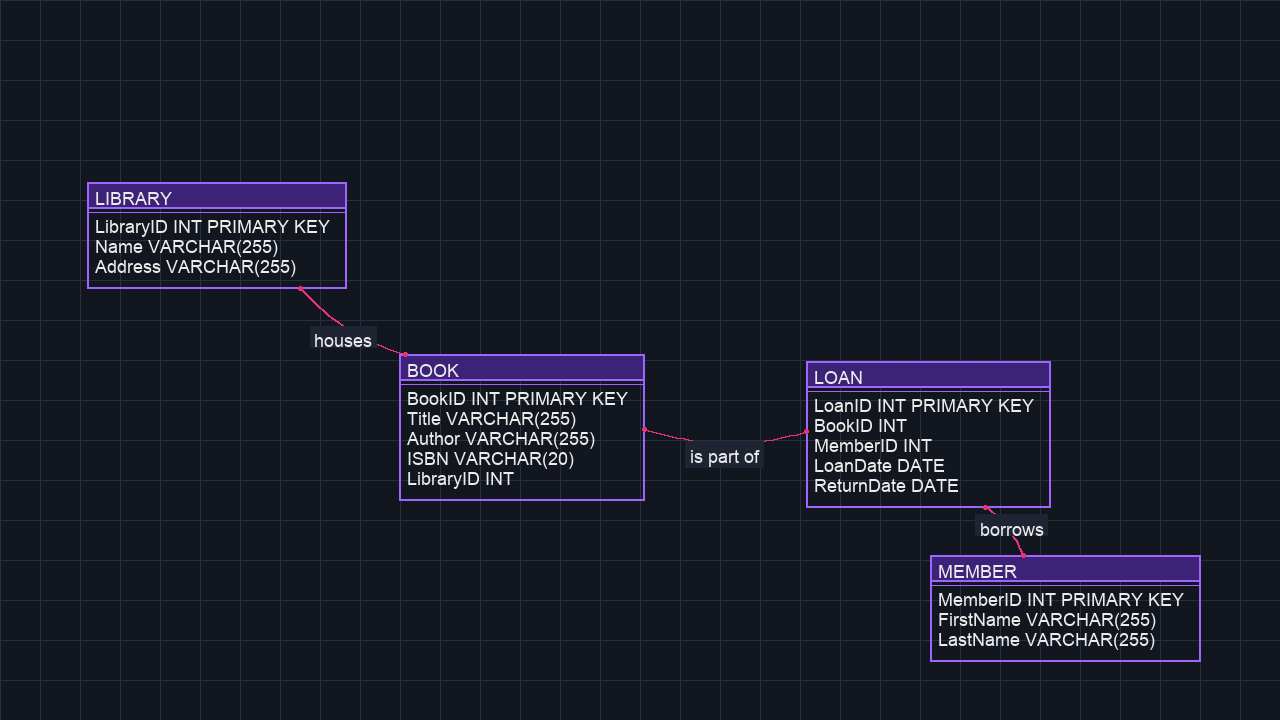 LIBRARY
LibraryID INT PRIMARY KEY
Name VARCHAR(255)
Address VARCHAR(255)
houses
BOOK
BookID INT PRIMARY KEY
Title VARCHAR(255)
Author VARCHAR(255)
ISBN VARCHAR(20)
LibraryID INT
is part of
LOAN
LoanID INT PRIMARY KEY
BookID INT
MemberID INT
LoanDate DATE
ReturnDate DATE
borrows
MEMBER
MemberID INT PRIMARY KEY
FirstName VARCHAR(255)
LastName VARCHAR(255)